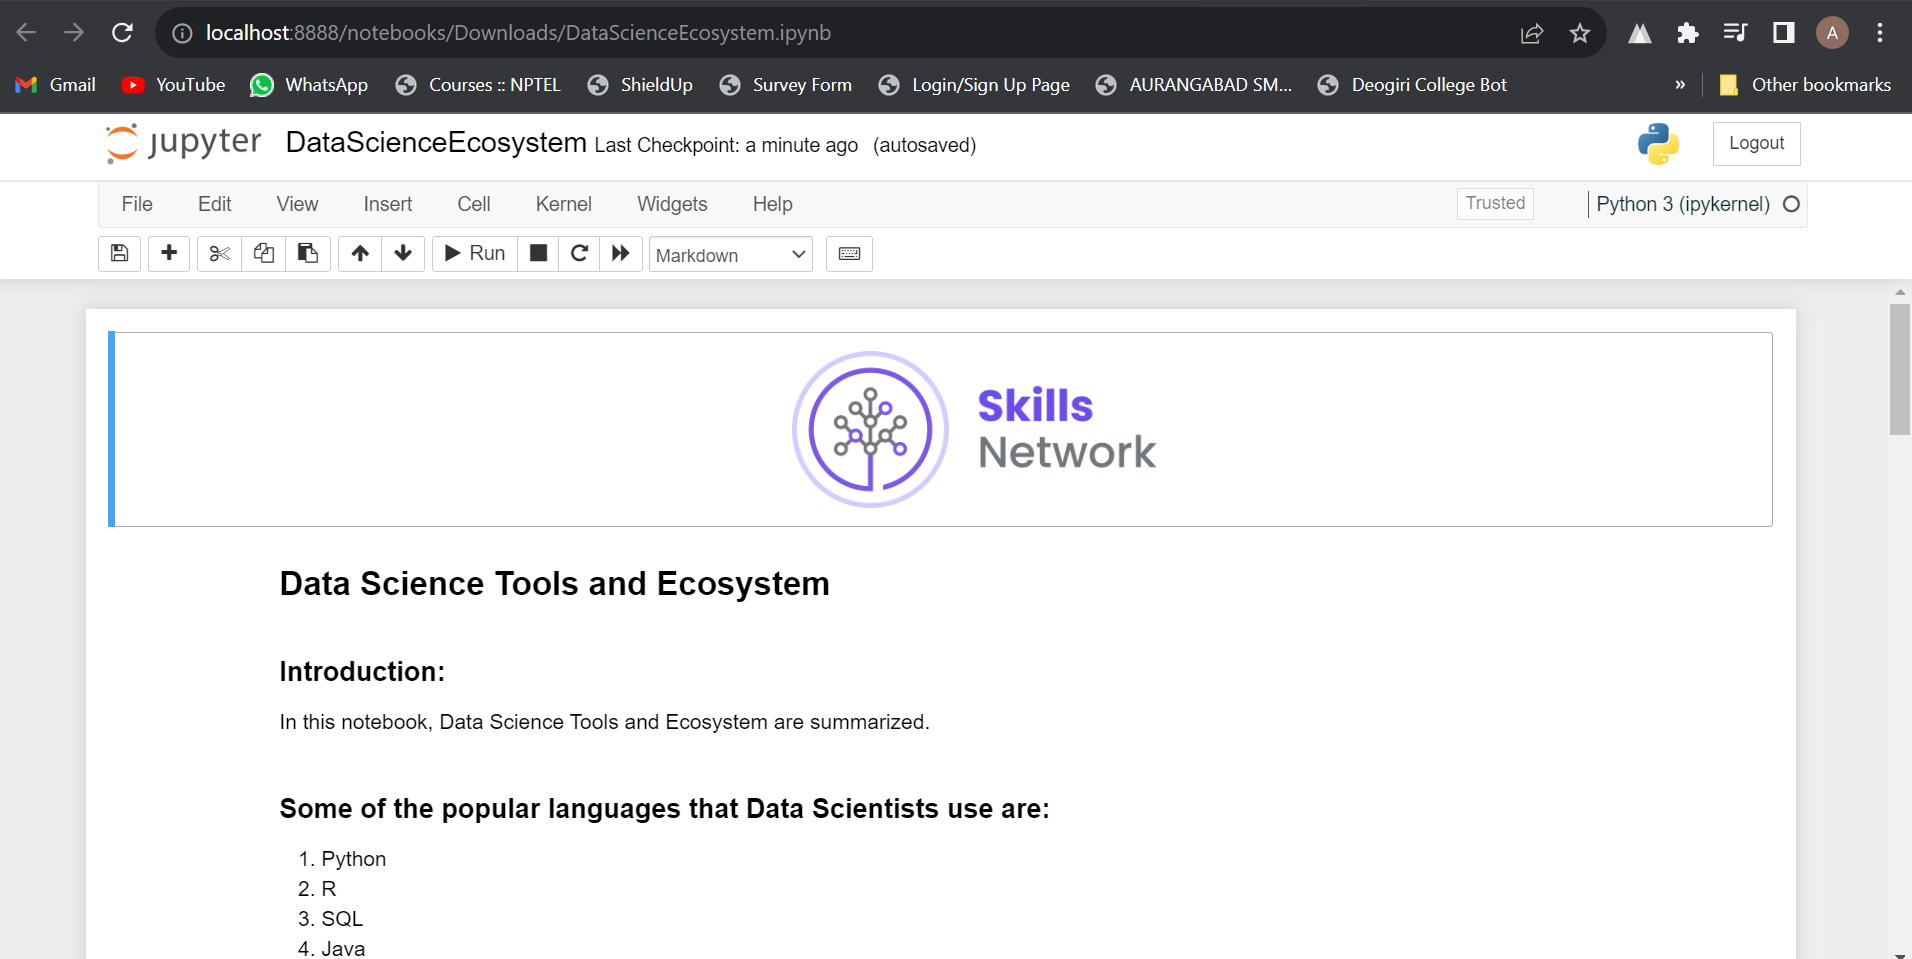 localhost:8888/notebooks/Downloads/DataScienceEcosystem.ipynb A
Gmail YouTube WhatsApp Courses :: NPTEL ShieldUp Survey Form Login/Sign Up Page AURANGABAD SM... Deogiri College Bot » Other bookmarks
jupyter DataScienceEcosystem Last Checkpoint: a minute ago (autosaved) Logout
File Edit View Insert Cell Kernel Widgets Help Trusted Python 3 (ipykernel)
Run Markdown
Skills
Network
Data Science Tools and Ecosystem
Introduction:
In this notebook, Data Science Tools and Ecosystem are summarized.
Some of the popular languages that Data Scientists use are:
1. Python
2. R
3. SQL
4. Java